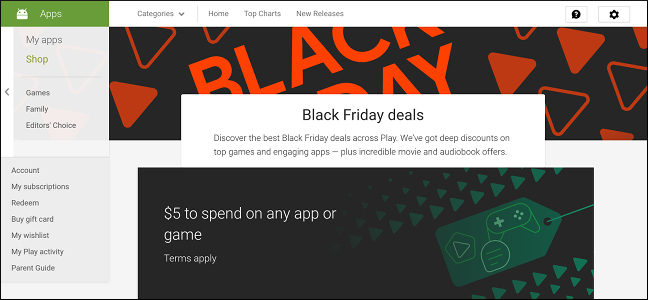 Apps
Categories
Home
Top Charts
New Releases
My apps
Shop
Games
Family
Editors' Choice
Account
My subscriptions
Redeem
Buy gift card
My wishlist
My Play activity
Parent Guide
BLACK
FRIDAY
Black Friday deals
Discover the best Black Friday deals across Play. We've got deep discounts on
top games and engaging apps — plus incredible movie and audiobook offers.
$5 to spend on any app or
game
Terms apply